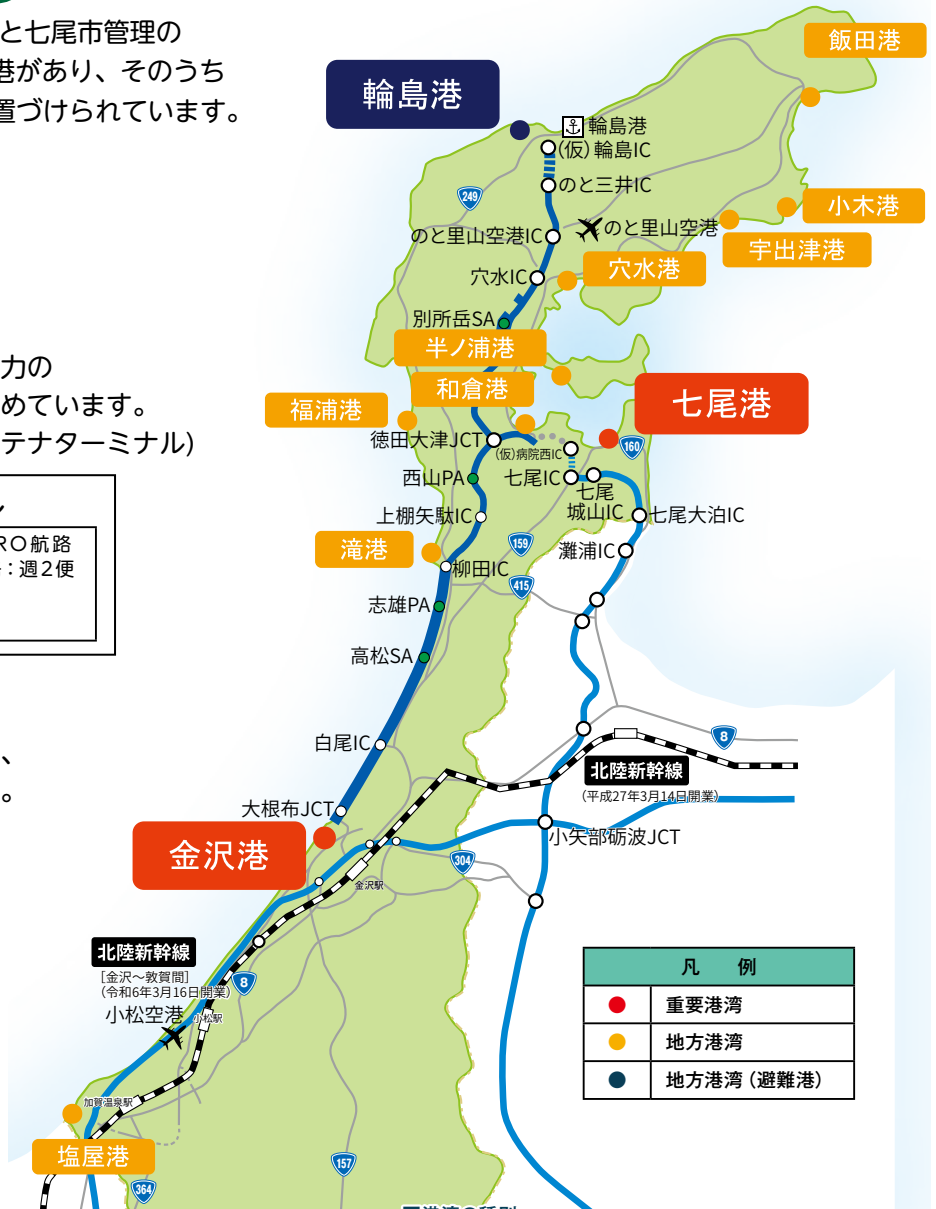 と七尾市管理の
港があり、そのうち
置づけられています。
力の
めています。
テナターミナル)
RO航路
:週2便
、
。
飯田港
輪島港
輪島港
(仮)輪島IC
のと三井IC
249
小木港
のと里山空港IC
のと里山空港
宇出津港
穴水港
穴水IC
別所岳SA
半ノ浦港
和倉港
七尾港
福浦港
徳田大津JCT
(仮)病院西IC
160
西山PA
七尾IC
七尾
城山IC
七尾大泊IC
上棚矢駄IC
159
灘浦IC
滝港
柳田IC
415
志雄PA
高松SA
白尾IC
8
北陸新幹線
(平成27年3月14日開業)
大根布JCT
小矢部砺波JCT
金沢港
304
金沢駅
北陸新幹線
[金沢~敦賀間]
(令和6年3月16日開業)
8
小松空港
小松駅
凡 例
重要港湾
地方港湾
地方港湾(避難港)
加賀温泉駅
塩屋港
157
364